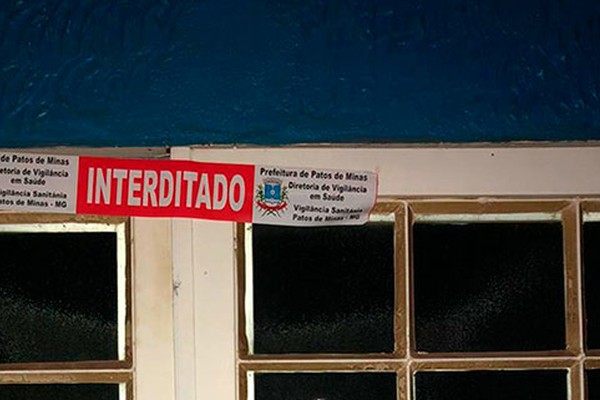 de Patos de Minas
retoria de Vigilância
em Saúde
Vigilância Sanitária
Patos de Minas - MG
INTERDITADO
Prefeitura de Patos de Minas
Diretoria de Vigilância
em Saúde
Vigilância Sanitária
Patos de Minas - MG